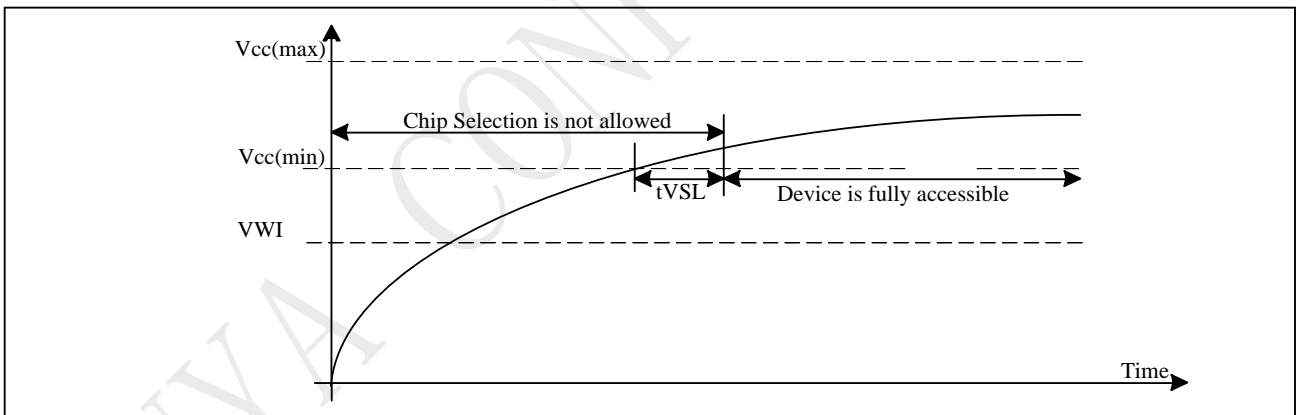 Vcc(max)
Chip Selection is not allowed
Vcc(min)
tVSL
Device is fully accessible
VWI
Time